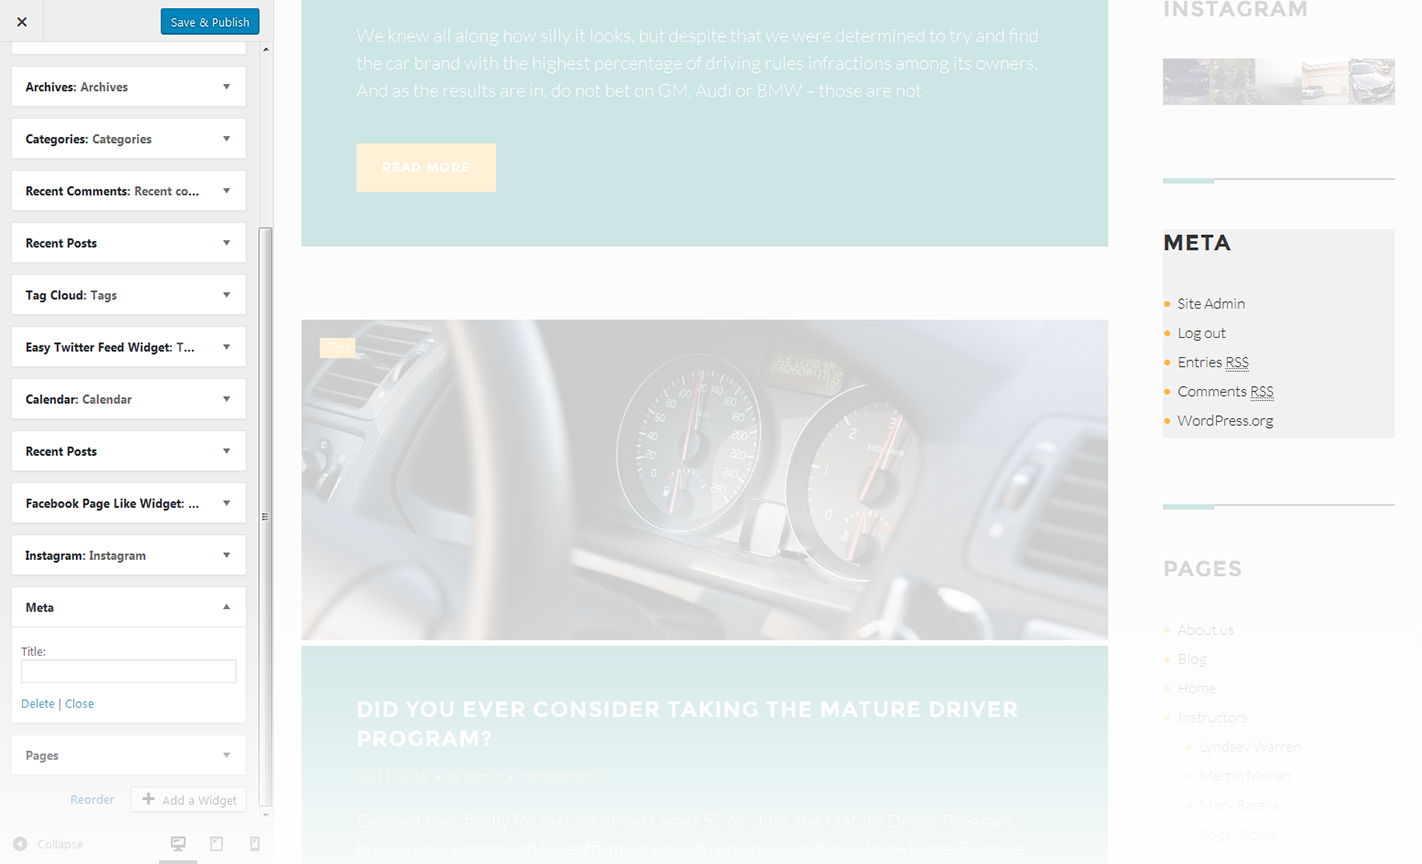 Save & Publish
Archives: Archives
Categories: Categories
Recent Comments: Recent co...
Recent Posts
Tag Cloud: Tags
Easy Twitter Feed Widget: T...
Calendar: Calendar
Recent Posts
Facebook Page Like Widget: ...
Instagram: Instagram
Meta
Title:
Delete | Close
Pages
Reorder
Add a Widget
Collapse
We knew all along how silly it looks, but despite that we were determined to try and find
the car brand with the highest percentage of driving rules infractions among its owners.
And as the results are in, do not bet on GM, Audi or BMW – those are not
READ MORE
DID YOU EVER CONSIDER TAKING THE MATURE DRIVER
PROGRAM?
04.11.2016 • by admin • comments (0)
Devised specifically for mature drivers aged 55 or older, the Mature Driver Program
takes a savvy approach to reaffirming your driving rules and laws knowledge. Because
INSTAGRAM
META
Site Admin
Log out
Entries RSS
Comments RSS
WordPress.org
PAGES
About us
Blog
Home
Instructors
Lyndsey Warren
Martin Mollan
Mary Barells
Roger Rowe